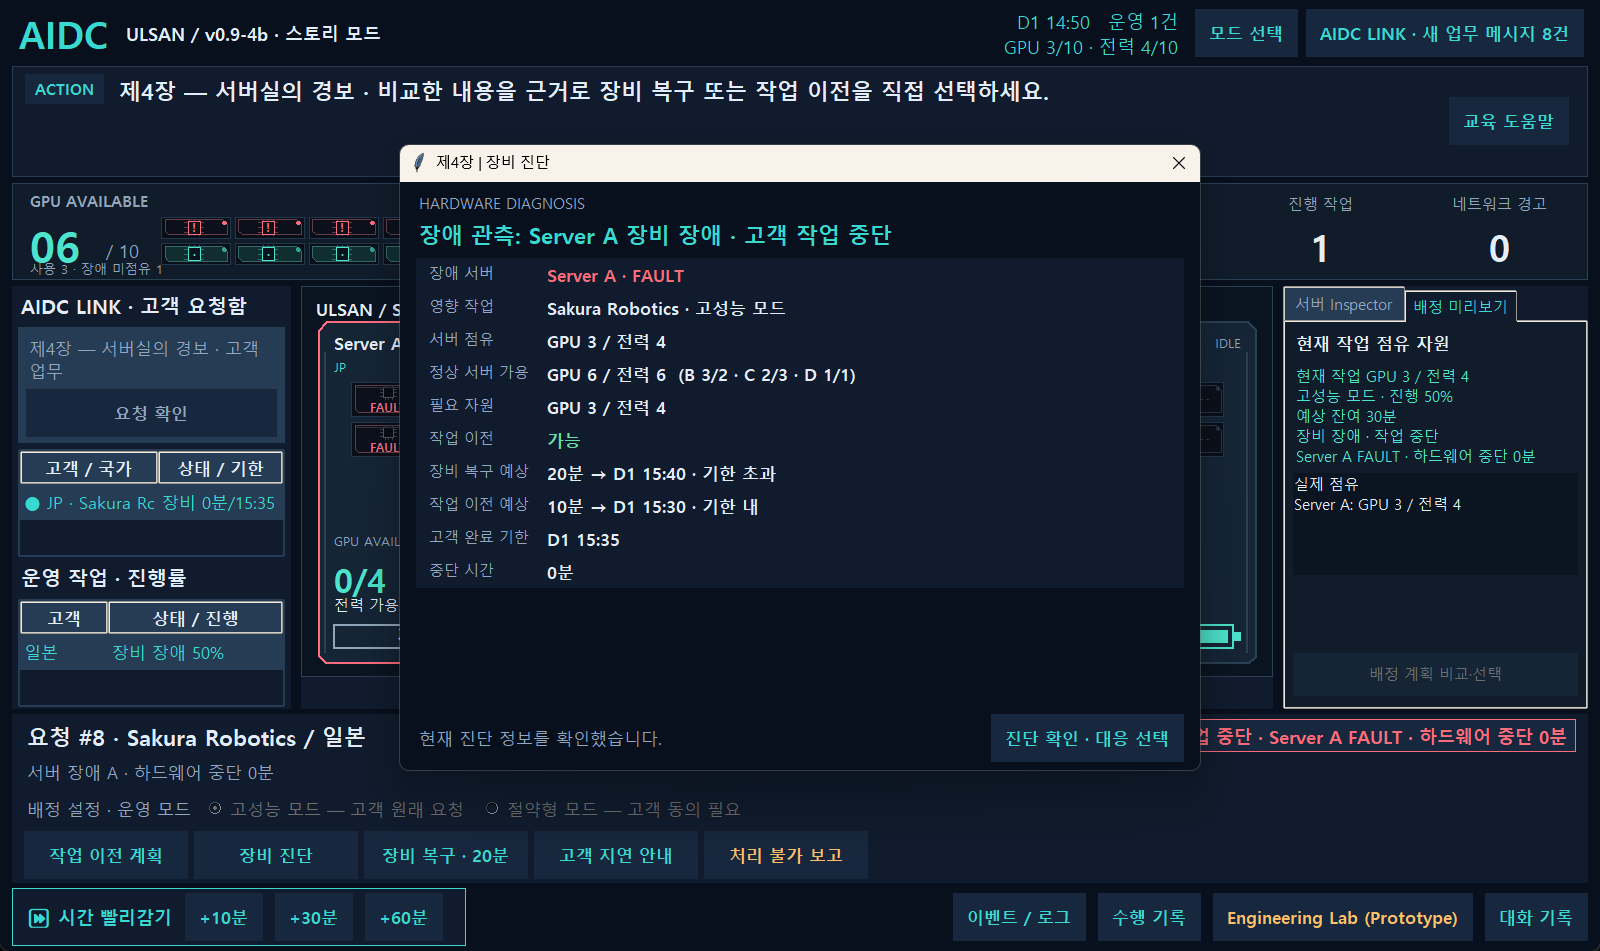 AIDC ULSAN / v0.9-4b · 스토리 모드
D1 14:50 운영 1건
GPU 3/10 · 전력 4/10
모드 선택
AIDC LINK · 새 업무 메시지 8건
ACTION 제4장 — 서버실의 경보 · 비교한 내용을 근거로 장비 복구 또는 작업 이전을 직접 선택하세요.
교육 도움말
GPU AVAILABLE
06 / 10
사용 3 · 장애 미점유 1
진행 작업
1
네트워크 경고
0
AIDC LINK · 고객 요청함
제4장 — 서버실의 경보 · 고객
업무
요청 확인
고객 / 국가 상태 / 기한
JP · Sakura Rc 장비 0분/15:35
운영 작업 · 진행률
고객 상태 / 진행
일본 장비 장애 50%
ULSAN / S
Server A
JP
FAUL
FAUL
GPU AVAIL
0/4
전력 가용
IDLE
제4장 | 장비 진단
HARDWARE DIAGNOSIS
장애 관측: Server A 장비 장애 · 고객 작업 중단
장애 서버 Server A · FAULT
영향 작업 Sakura Robotics · 고성능 모드
서버 점유 GPU 3 / 전력 4
정상 서버 가용 GPU 6 / 전력 6 (B 3/2 · C 2/3 · D 1/1)
필요 자원 GPU 3 / 전력 4
작업 이전 가능
장비 복구 예상 20분 → D1 15:40 · 기한 초과
작업 이전 예상 10분 → D1 15:30 · 기한 내
고객 완료 기한 D1 15:35
중단 시간 0분
현재 진단 정보를 확인했습니다.
진단 확인 · 대응 선택
서버 Inspector 배정 미리보기
현재 작업 점유 자원
현재 작업 GPU 3 / 전력 4
고성능 모드 · 진행 50%
예상 잔여 30분
장비 장애 · 작업 중단
Server A FAULT · 하드웨어 중단 0분
실제 점유
Server A: GPU 3 / 전력 4
배정 계획 비교·선택
요청 #8 · Sakura Robotics / 일본
업 중단 · Server A FAULT · 하드웨어 중단 0분
서버 장애 A · 하드웨어 중단 0분
배정 설정 · 운영 모드 고성능 모드 — 고객 원래 요청 절약형 모드 — 고객 동의 필요
작업 이전 계획 장비 진단 장비 복구 · 20분 고객 지연 안내 처리 불가 보고
시간 빨리감기 +10분 +30분 +60분
이벤트 / 로그 수행 기록 Engineering Lab (Prototype) 대화 기록